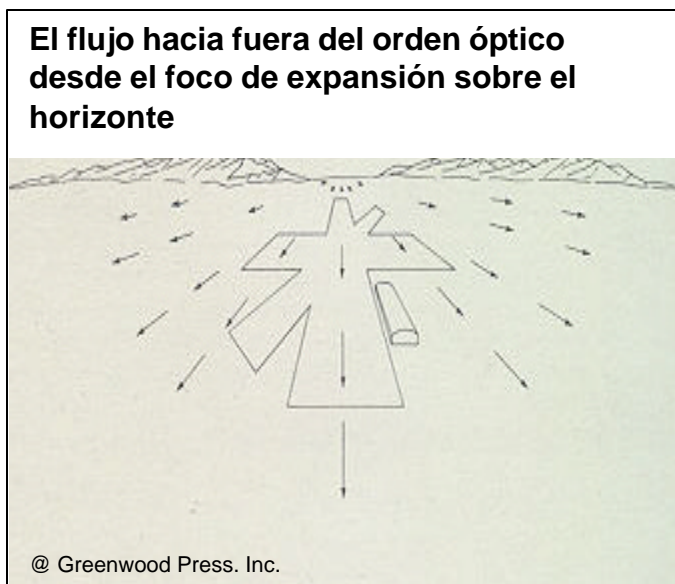 El flujo hacia fuera del orden óptico
desde el foco de expansión sobre el
horizonte
@ Greenwood Press. Inc.